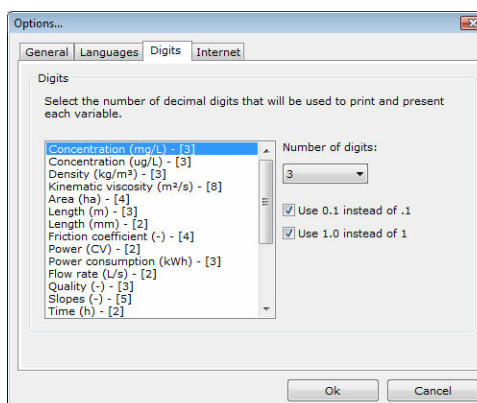 Options...
General Languages Digits Internet
Digits
Select the number of decimal digits that will be used to print and present
each variable.
Concentration (mg/L) - [3]
Concentration (ug/L) - [3]
Density (kg/m³) - [3]
Kinematic viscosity (m²/s) - [8]
Area (ha) - [4]
Length (m) - [3]
Length (mm) - [2]
Friction coefficient (-) - [4]
Power (CV) - [2]
Power consumption (kWh) - [3]
Flow rate (L/s) - [2]
Quality (-) - [3]
Slopes (-) - [5]
Time (h) - [2]
Number of digits:
3
Use 0.1 instead of .1
Use 1.0 instead of 1
Ok Cancel